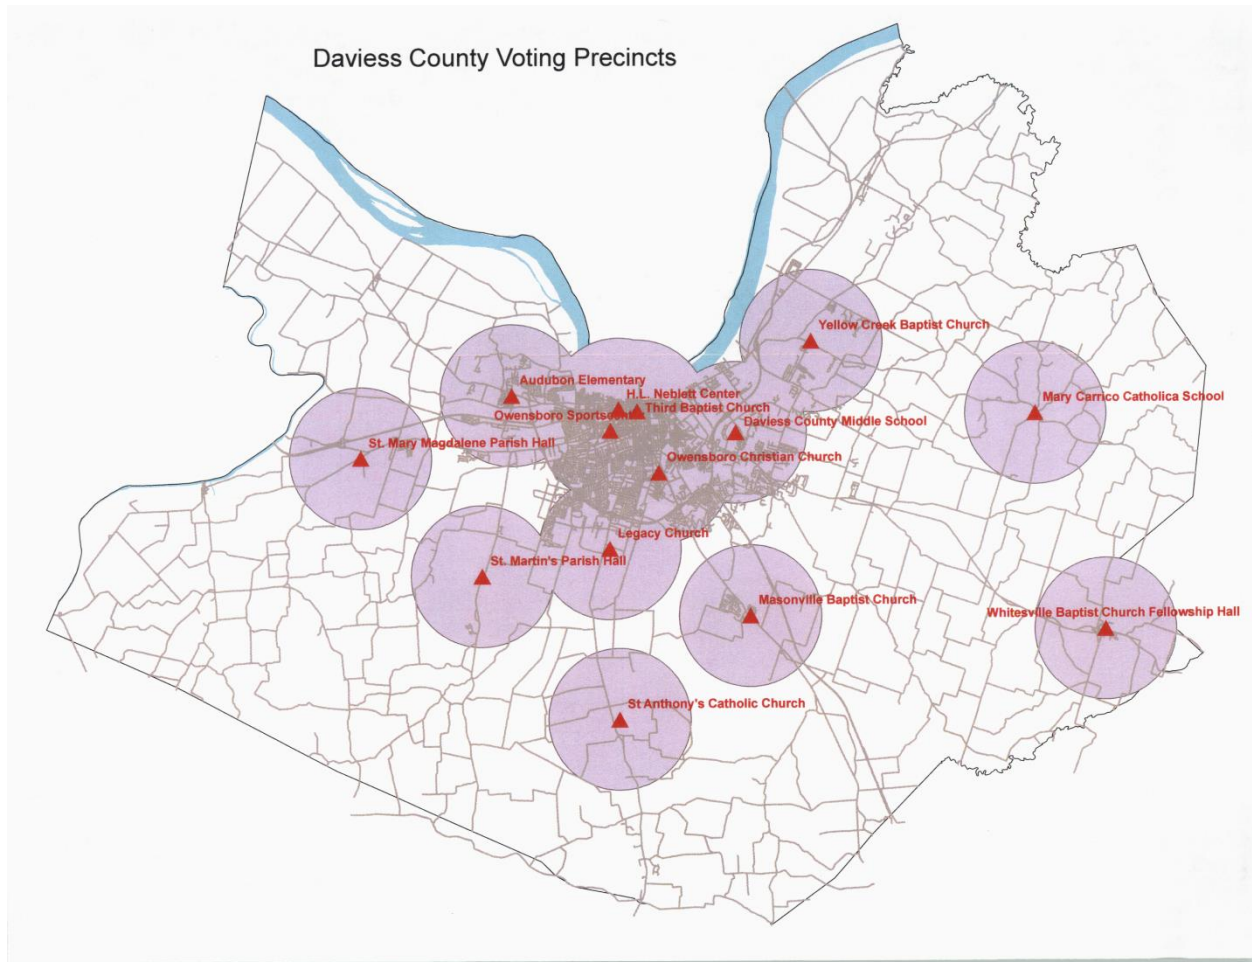 Daviess County Voting Precincts
Yellow Creek Baptist Church
Audubon Elementary
H.L. Neblett Center
Mary Carrico Catholica School
Third Baptist Church
Owensboro
Daviess County Middle School
St. Mary Magdalene Parish Hall
Owensboro Christian Church
Legacy Church
St. Martin's Parish Hall
Masonville Baptist Church
Whitesville Baptist Church Fellowship Hall
St Anthony's Catholic Church